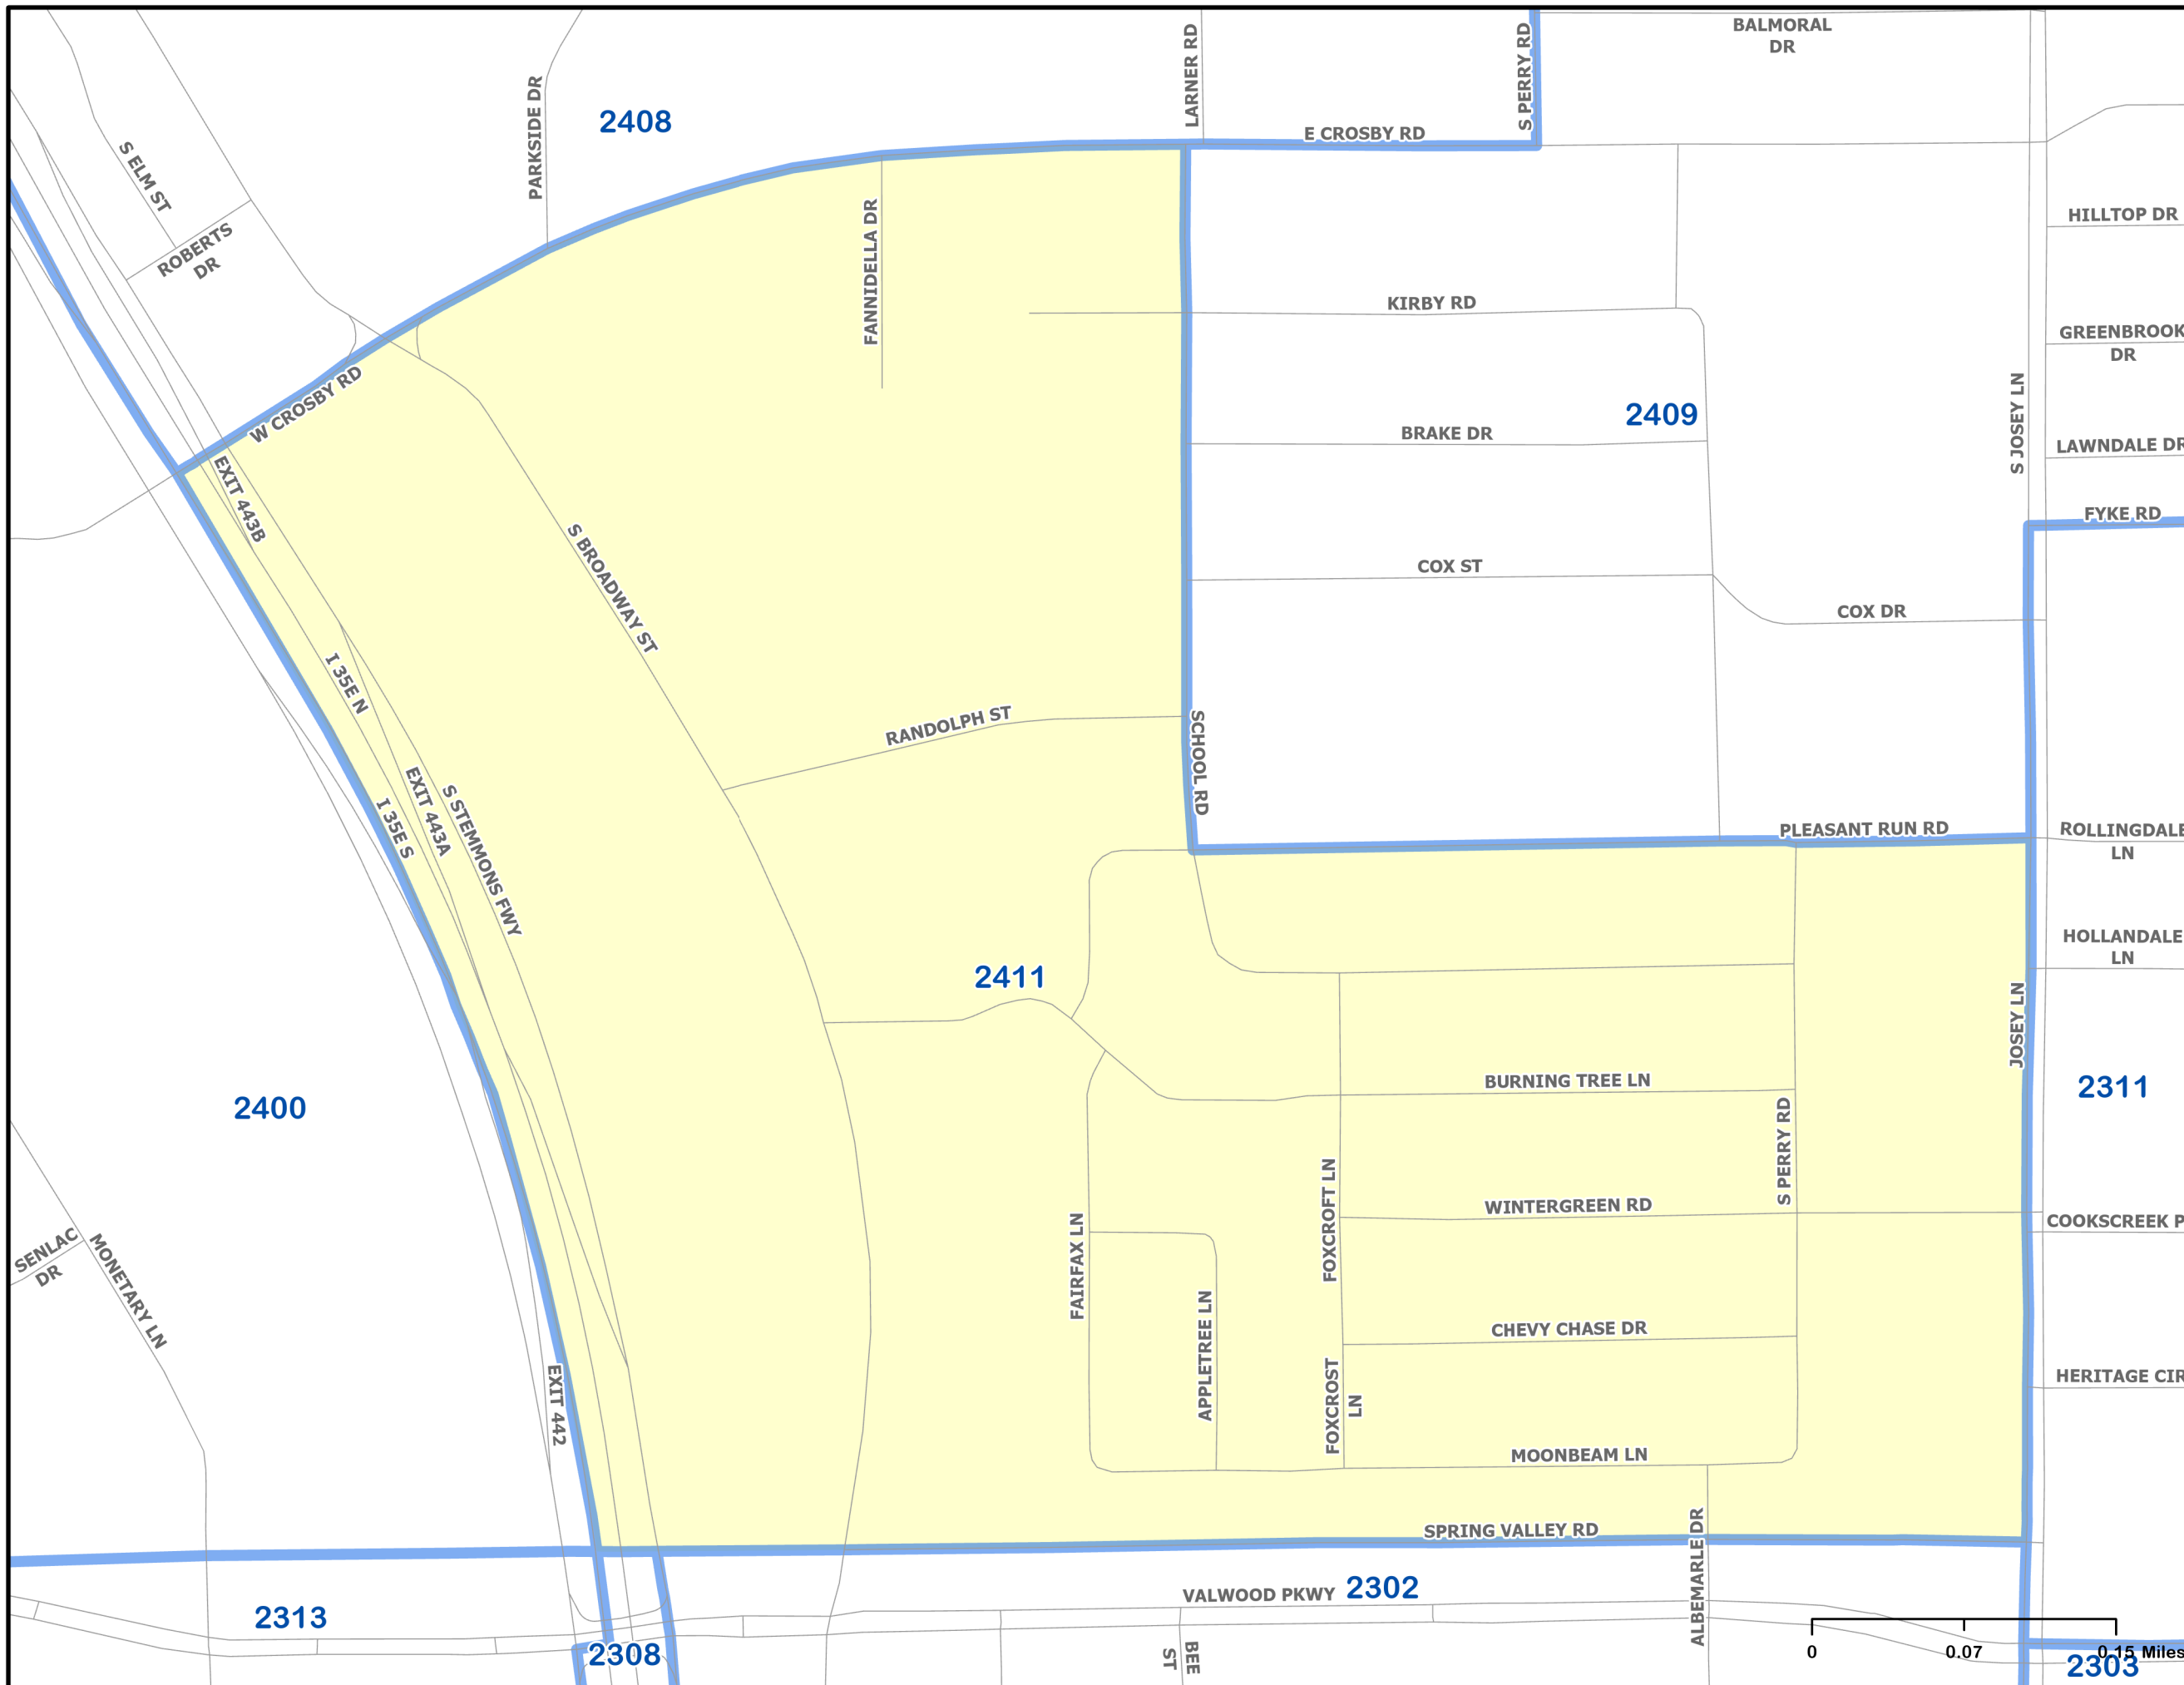 BALMORAL
DR
LARNER RD
S PERRY RD
PARKSIDE DR
2408
E CROSBY RD
S ELM ST
ROBERTS
DR
FANNIDELLA DR
HILLTOP DR
KIRBY RD
GREENBROOK
DR
W CROSBY RD
2409
S JOSEY LN
BRAKE DR
LAWNDALE DR
EXIT 443B
FYKE RD
S BROADWAY ST
COX ST
COX DR
I 35E N
RANDOLPH ST
SCHOOL RD
EXIT 443A
I 35E S
S STEMMONS FWY
PLEASANT RUN RD
ROLLINGDALE
LN
HOLLANDALE
LN
2411
JOSEY LN
BURNING TREE LN
2311
2400
S PERRY RD
FOXCROFT LN
WINTERGREEN RD
COOKSCREEK P
SENLAC
DR
MONETARY LN
FAIRFAX LN
APPLETREE LN
CHEVY CHASE DR
FOXCROST
LN
HERITAGE CIR
EXIT 442
MOONBEAM LN
SPRING VALLEY RD
ALBEMARLE DR
VALWOOD PKWY
2302
2313
2308
BEE
ST
0 0.07 0.15 Miles
2303